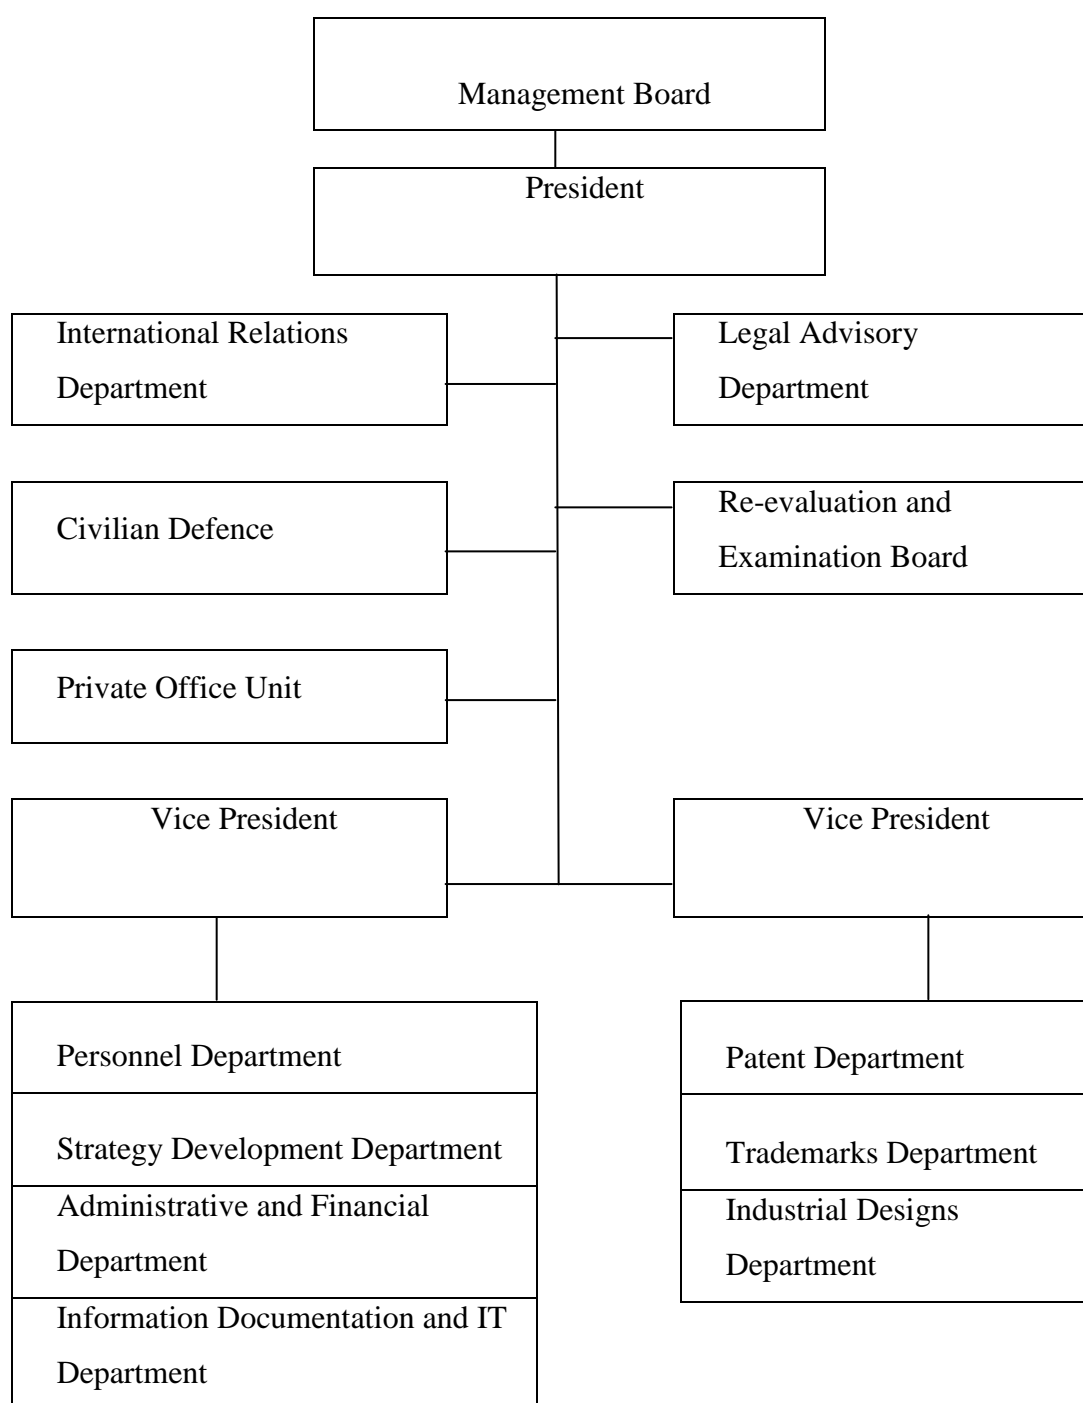 Management Board
President
International Relations
Department
Legal Advisory
Department
Civilian Defence
Re-evaluation and
Examination Board
Private Office Unit
Vice President
Vice President
Personnel Department
Strategy Development Department
Administrative and Financial
Department
Information Documentation and IT
Department
Patent Department
Trademarks Department
Industrial Designs
Department